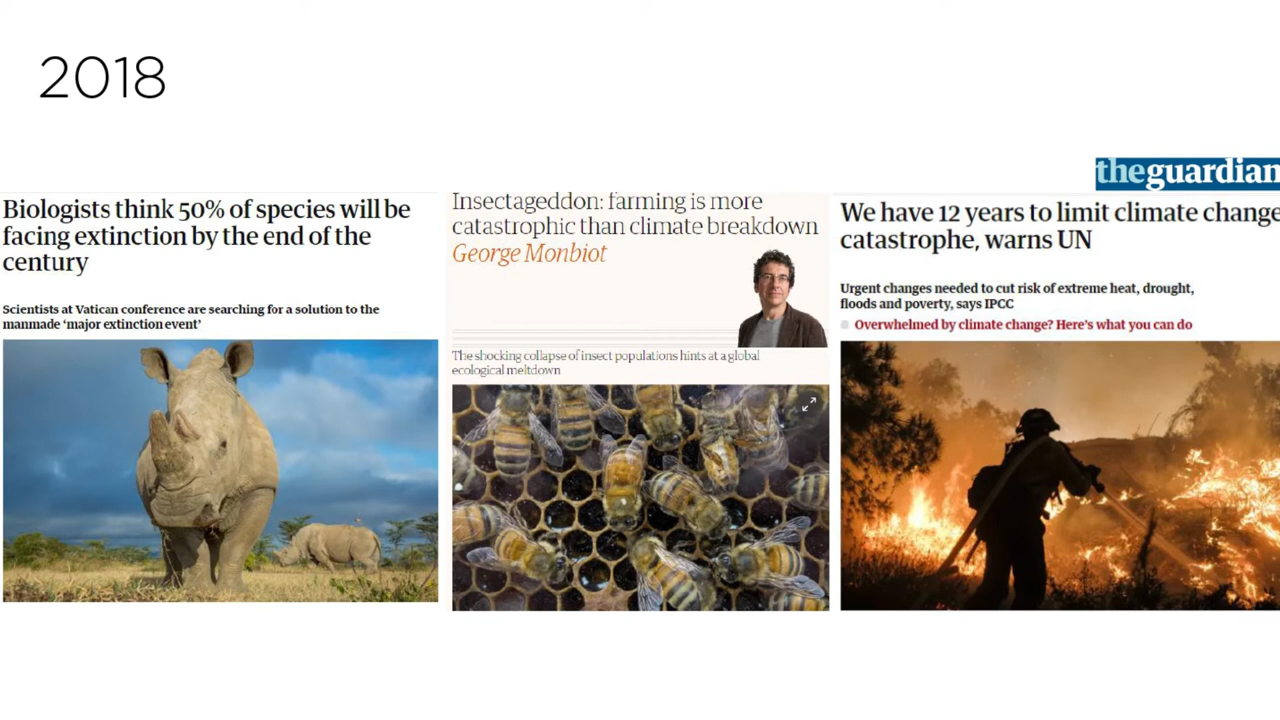 2018
theguardian
Biologists think 50% of species will be
facing extinction by the end of the
century
Scientists at Vatican conference are searching for a solution to the
manmade ‘major extinction event’
Insectageddon: farming is more
catastrophic than climate breakdown
George Monbiot
The shocking collapse of insect populations hints at a global
ecological meltdown
We have 12 years to limit climate change
catastrophe, warns UN
Urgent changes needed to cut risk of extreme heat, drought,
floods and poverty, says IPCC
Overwhelmed by climate change? Here's what you can do